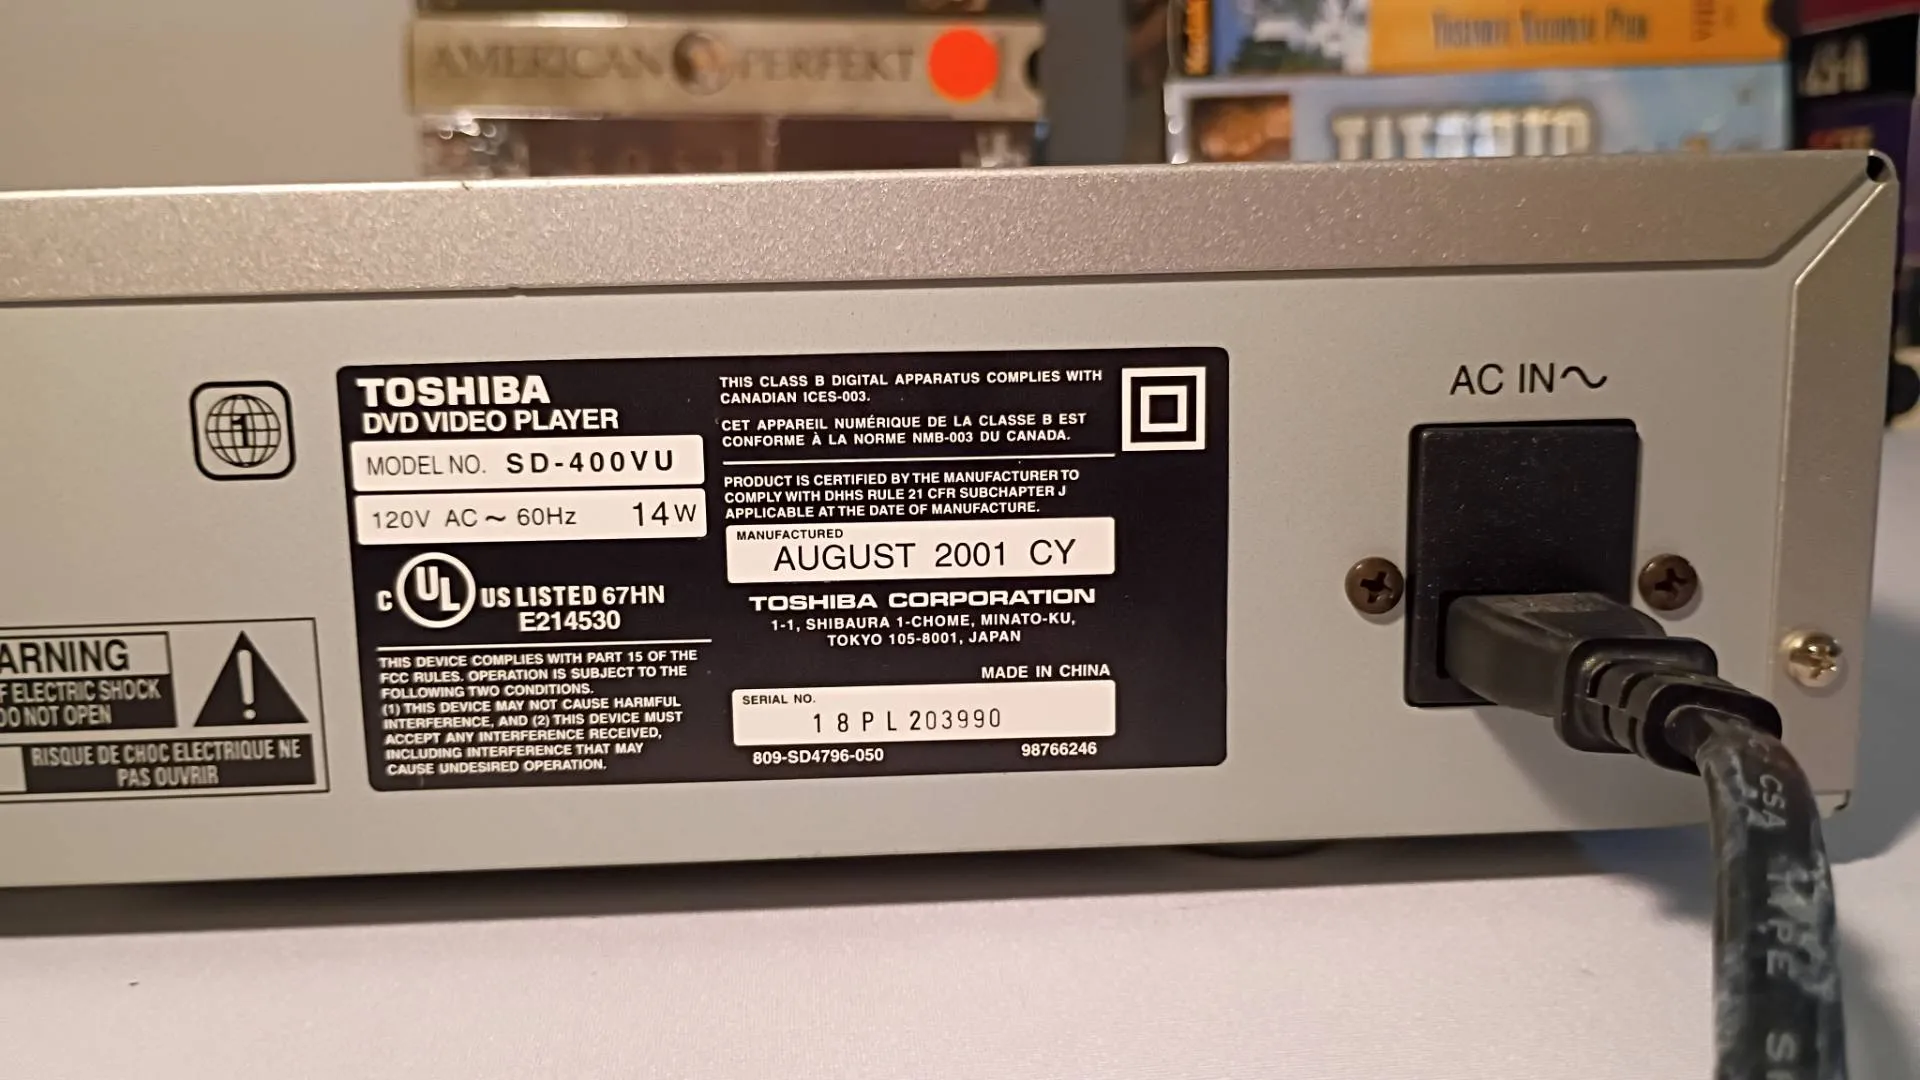 AMERICAN PERFEKT
1
TOSHIBA
DVD VIDEO PLAYER
MODEL NO. SD-400VU
120V AC ~ 60Hz 14W
C UL US LISTED 67HN
E214530
THIS DEVICE COMPLIES WITH PART 15 OF THE
FCC RULES. OPERATION IS SUBJECT TO THE
FOLLOWING TWO CONDITIONS.
(1) THIS DEVICE MAY NOT CAUSE HARMFUL
INTERFERENCE, AND (2) THIS DEVICE MUST
ACCEPT ANY INTERFERENCE RECEIVED,
INCLUDING INTERFERENCE THAT MAY
CAUSE UNDESIRED OPERATION.
THIS CLASS B DIGITAL APPARATUS COMPLIES WITH
CANADIAN ICES-003.
CET APPAREIL NUMÉRIQUE DE LA CLASSE B EST
CONFORME À LA NORME NMB-003 DU CANADA.
PRODUCT IS CERTIFIED BY THE MANUFACTURER TO
COMPLY WITH DHHS RULE 21 CFR SUBCHAPTER J
APPLICABLE AT THE DATE OF MANUFACTURE.
MANUFACTURED
AUGUST 2001 CY
TOSHIBA CORPORATION
1-1, SHIBAURA 1-CHOME, MINATO-KU,
TOKYO 105-8001, JAPAN
MADE IN CHINA
SERIAL NO.
18PL203990
809-SD4796-050 98766246
AC IN~
ARNING
F ELECTRIC SHOCK
DO NOT OPEN
RISQUE DE CHOC ELECTRIQUE NE
PAS OUVRIR
CSA TYPE